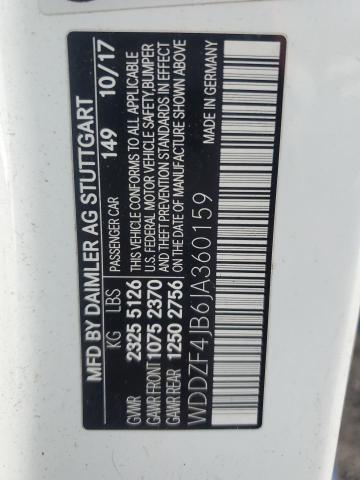 MFD BY DAIMLER AG STUTTGART
PASSENGER CAR 149 10/17
KG LBS
GVWR 2325 5126
GAWR FRONT 1075 2370
GAWR REAR 1250 2756
THIS VEHICLE CONFORMS TO ALL APPLICABLE
U.S. FEDERAL MOTOR VEHICLE SAFETY,BUMPER
AND THEFT PREVENTION STANDARDS IN EFFECT
ON THE DATE OF MANUFACTURE SHOWN ABOVE
WDDZF4JB6JA360159
MADE IN GERMANY